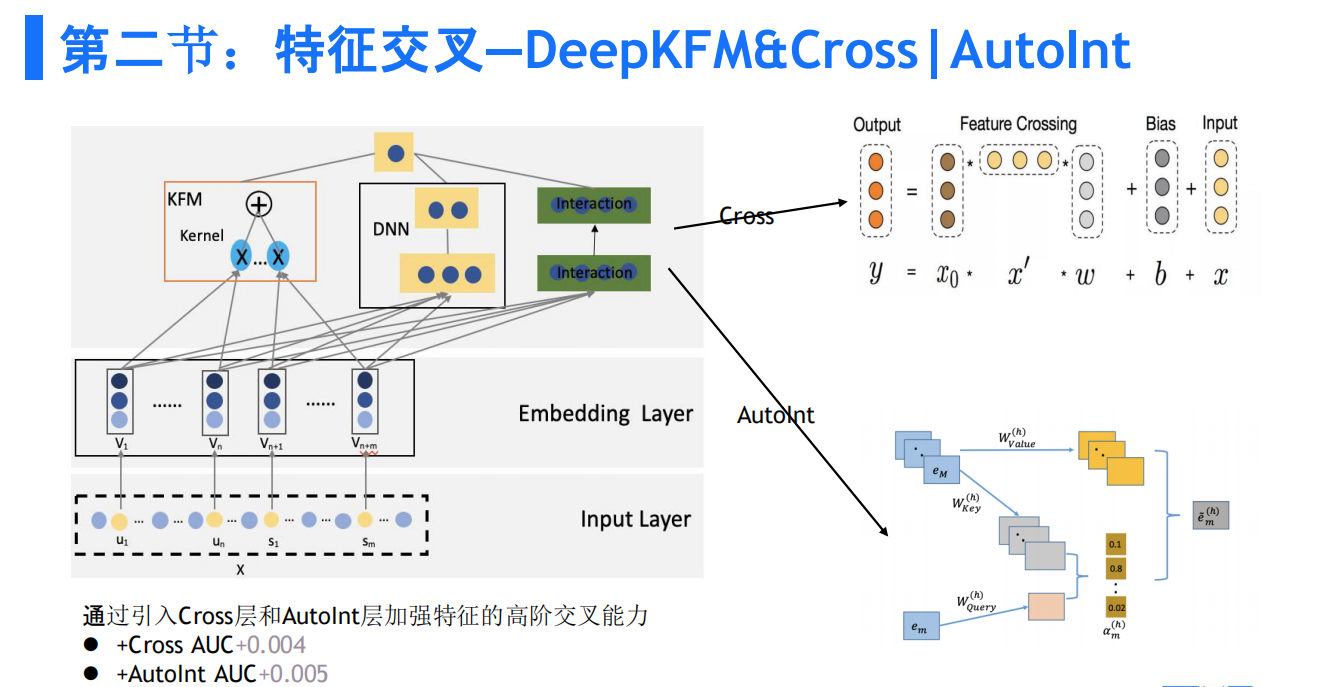 第二节：特征交叉—DeepKFM&Cross|AutoInt
KFM
Kernel
X ... X
DNN
Interaction
Interaction
Embedding Layer
...... ......
V1 Vn Vn+1 Vn+m
Input Layer
... ... ... ... ... ...
u1 un s1 sm
X
通过引入Cross层和AutoInt层加强特征的高阶交叉能力
● +Cross AUC+0.004
● +AutoInt AUC+0.005
Cross
AutoInt
Output Feature Crossing Bias Input
* * = + +
y = x0 * x′ * w + b + x
W(h)Value
eM
W(h)Key
ẽ(h)m
0.1
0.8
0.02
W(h)Query
em
α(h)m